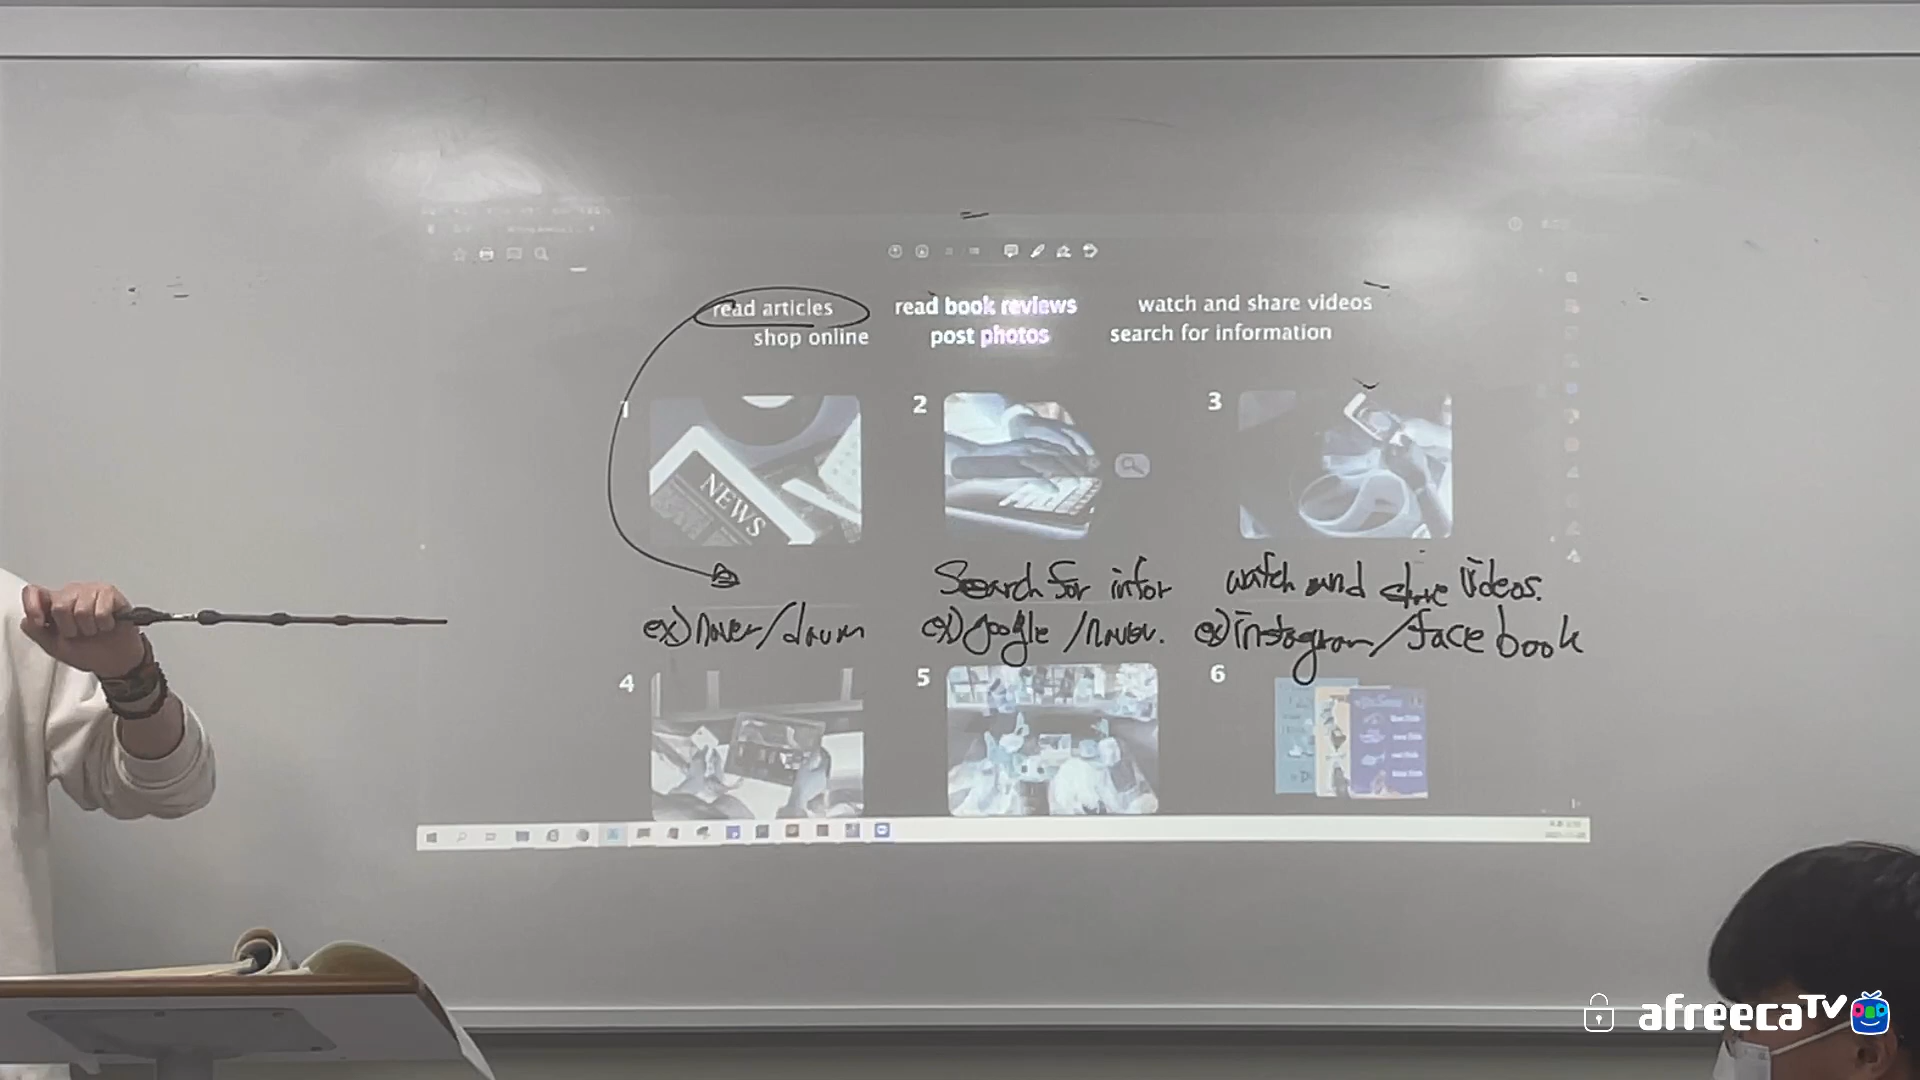 read articles read book reviews watch and share videos
shop online post photos search for information
1 2 3
NEWS
Search for infor watch and share videos.
ex) naver/daum ex) google/naver. ex) instagram/facebook
4 5 6
afreecaTV